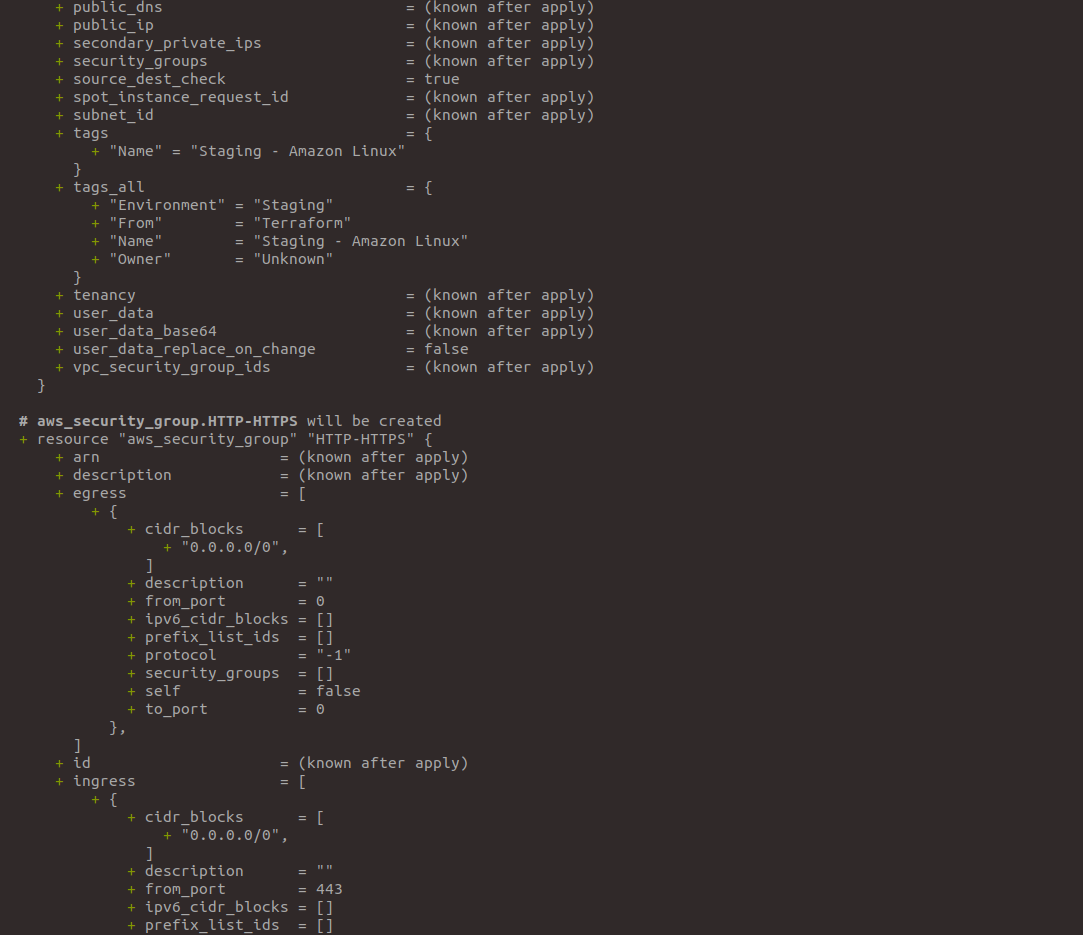 + public_dns = (known after apply)
+ public_ip = (known after apply)
+ secondary_private_ips = (known after apply)
+ security_groups = (known after apply)
+ source_dest_check = true
+ spot_instance_request_id = (known after apply)
+ subnet_id = (known after apply)
+ tags = {
+ "Name" = "Staging - Amazon Linux"
}
+ tags_all = {
+ "Environment" = "Staging"
+ "From" = "Terraform"
+ "Name" = "Staging - Amazon Linux"
+ "Owner" = "Unknown"
}
+ tenancy = (known after apply)
+ user_data = (known after apply)
+ user_data_base64 = (known after apply)
+ user_data_replace_on_change = false
+ vpc_security_group_ids = (known after apply)
}
# aws_security_group.HTTP-HTTPS will be created
+ resource "aws_security_group" "HTTP-HTTPS" {
+ arn = (known after apply)
+ description = (known after apply)
+ egress = [
+ {
+ cidr_blocks = [
+ "0.0.0.0/0",
]
+ description = ""
+ from_port = 0
+ ipv6_cidr_blocks = []
+ prefix_list_ids = []
+ protocol = "-1"
+ security_groups = []
+ self = false
+ to_port = 0
},
]
+ id = (known after apply)
+ ingress = [
+ {
+ cidr_blocks = [
+ "0.0.0.0/0",
]
+ description = ""
+ from_port = 443
+ ipv6_cidr_blocks = []
+ prefix_list_ids = []